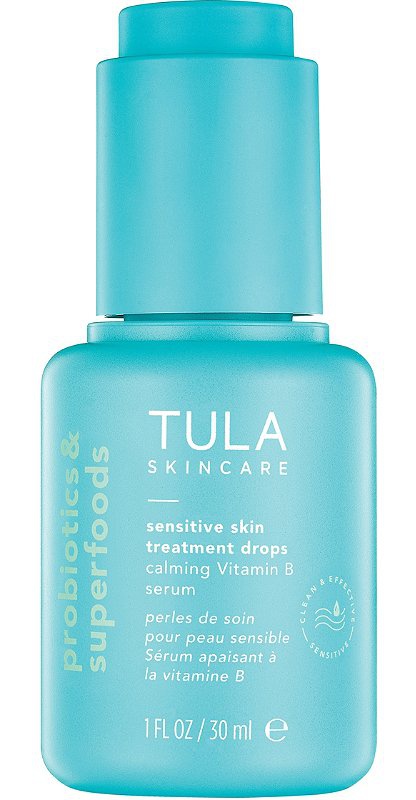 probiotics &
superfoods
TULA
SKINCARE
sensitive skin
treatment drops
calming Vitamin B
serum
CLEAN & EFFECTIVE
SENSITIVE
perles de soin
pour peau sensible
Sérum apaisant à
la vitamine B
1 FL OZ / 30 ml ℮